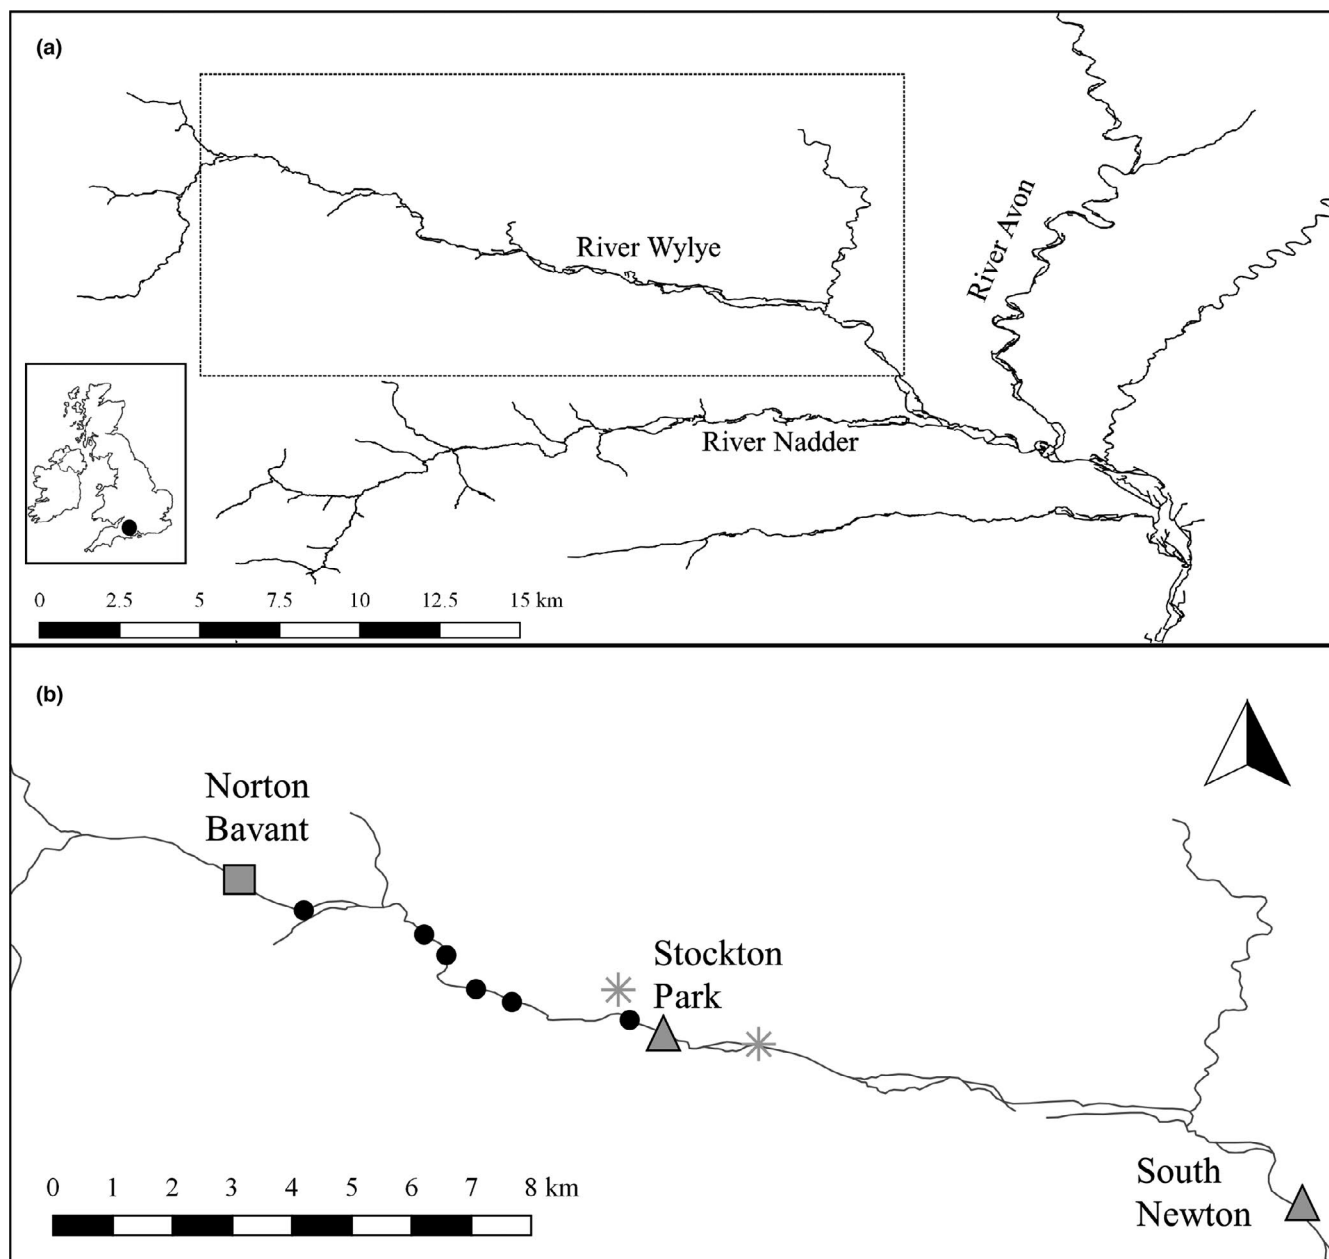 (a)
River Wylye
River Avon
River Nadder
0 2.5 5 7.5 10 12.5 15 km
(b)
Norton
Bavant
Stockton
Park
South
Newton
0 1 2 3 4 5 6 7 8 km